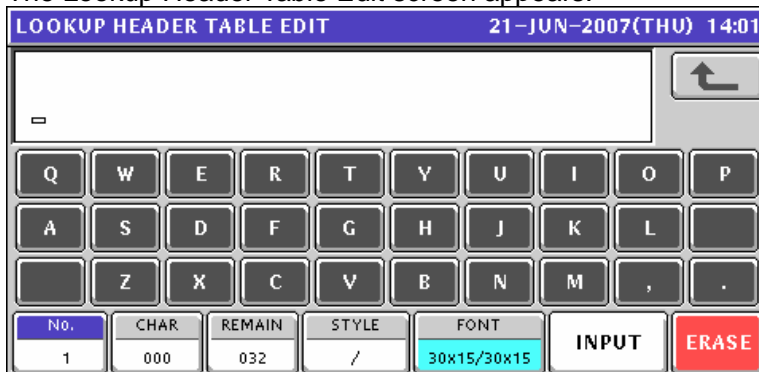 The Lookup Header Table Edit screen appears.
LOOKUP HEADER TABLE EDIT 21-JUN-2007(THU) 14:01
Q W E R T Y U I O P
A S D F G H J K L
Z X C V B N M , .
No. CHAR REMAIN STYLE FONT INPUT ERASE
1 000 032 / 30x15/30x15